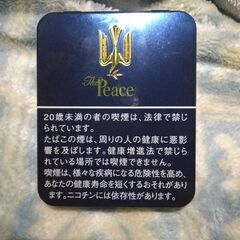 The
Peace
20歳未満の者の喫煙は、法律で禁じ
られています。
たばこの煙は、周りの人の健康に悪影
響を及ぼします。健康増進法で禁じら
れている場所では喫煙できません。
喫煙は、様々な疾病になる危険性を高め、
あなたの健康寿命を短くするおそれがあり
ます。ニコチンには依存性があります。